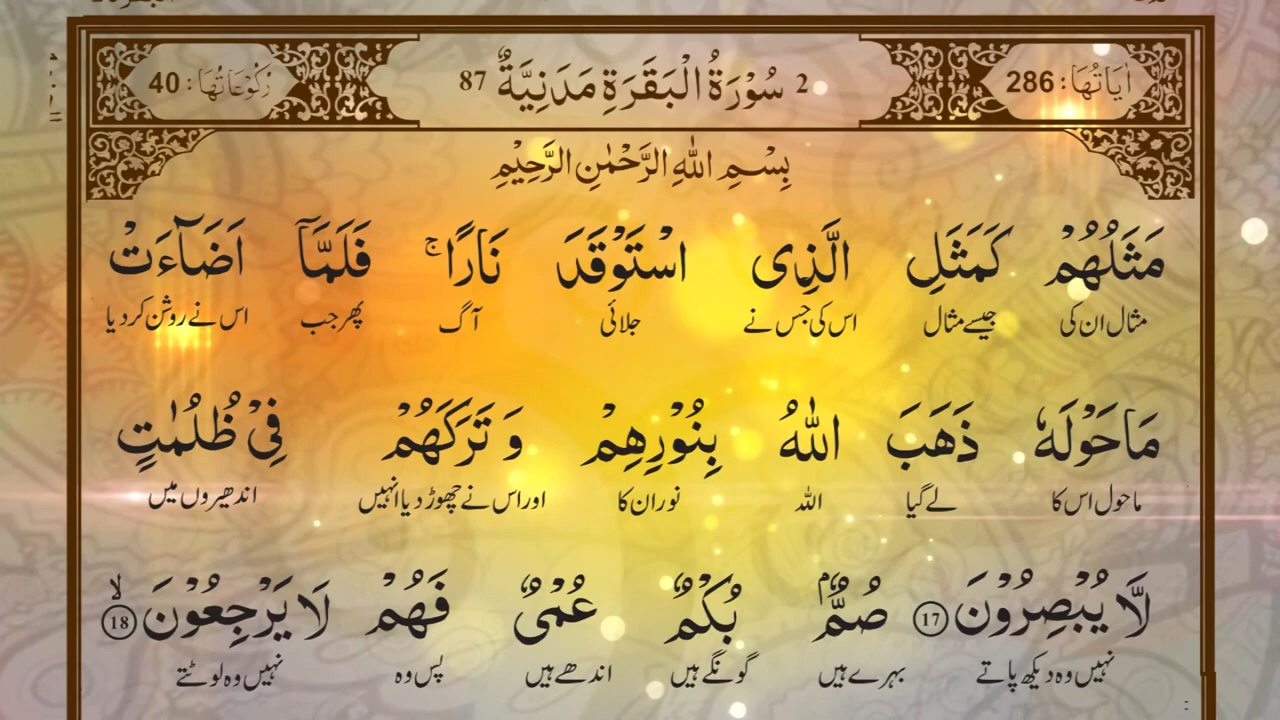 اٰيَاتُهَا: 286 2 سُوْرَةُ الْبَقَرَةِ مَدَنِيَّةٌ 87 رُكُوْعَاتُهَا: 40
بِسْمِ اللّٰهِ الرَّحْمٰنِ الرَّحِيْمِ
مَثَلُهُمْ كَمَثَلِ الَّذِى اسْتَوْقَدَ نَارًا ۚ فَلَمَّآ اَضَآءَتْ
مثال ان کی جیسے مثال اس کی جس نے جلائی آگ پھر جب اس نے روشن کر دیا
مَا حَوْلَهٗ ذَهَبَ اللّٰهُ بِنُوْرِهِمْ وَ تَرَكَهُمْ فِىْ ظُلُمٰتٍ
ماحول اس کا لے گیا اللہ نور ان کا اور اس نے چھوڑ دیا انہیں اندھیروں میں
لَّا يُبْصِرُوْنَ 17 صُمٌّۢ بُكْمٌ عُمْىٌ فَهُمْ لَا يَرْجِعُوْنَ ۙ 18
نہیں وہ دیکھ پاتے بہرے ہیں گونگے ہیں اندھے ہیں پس وہ نہیں وہ لوٹتے